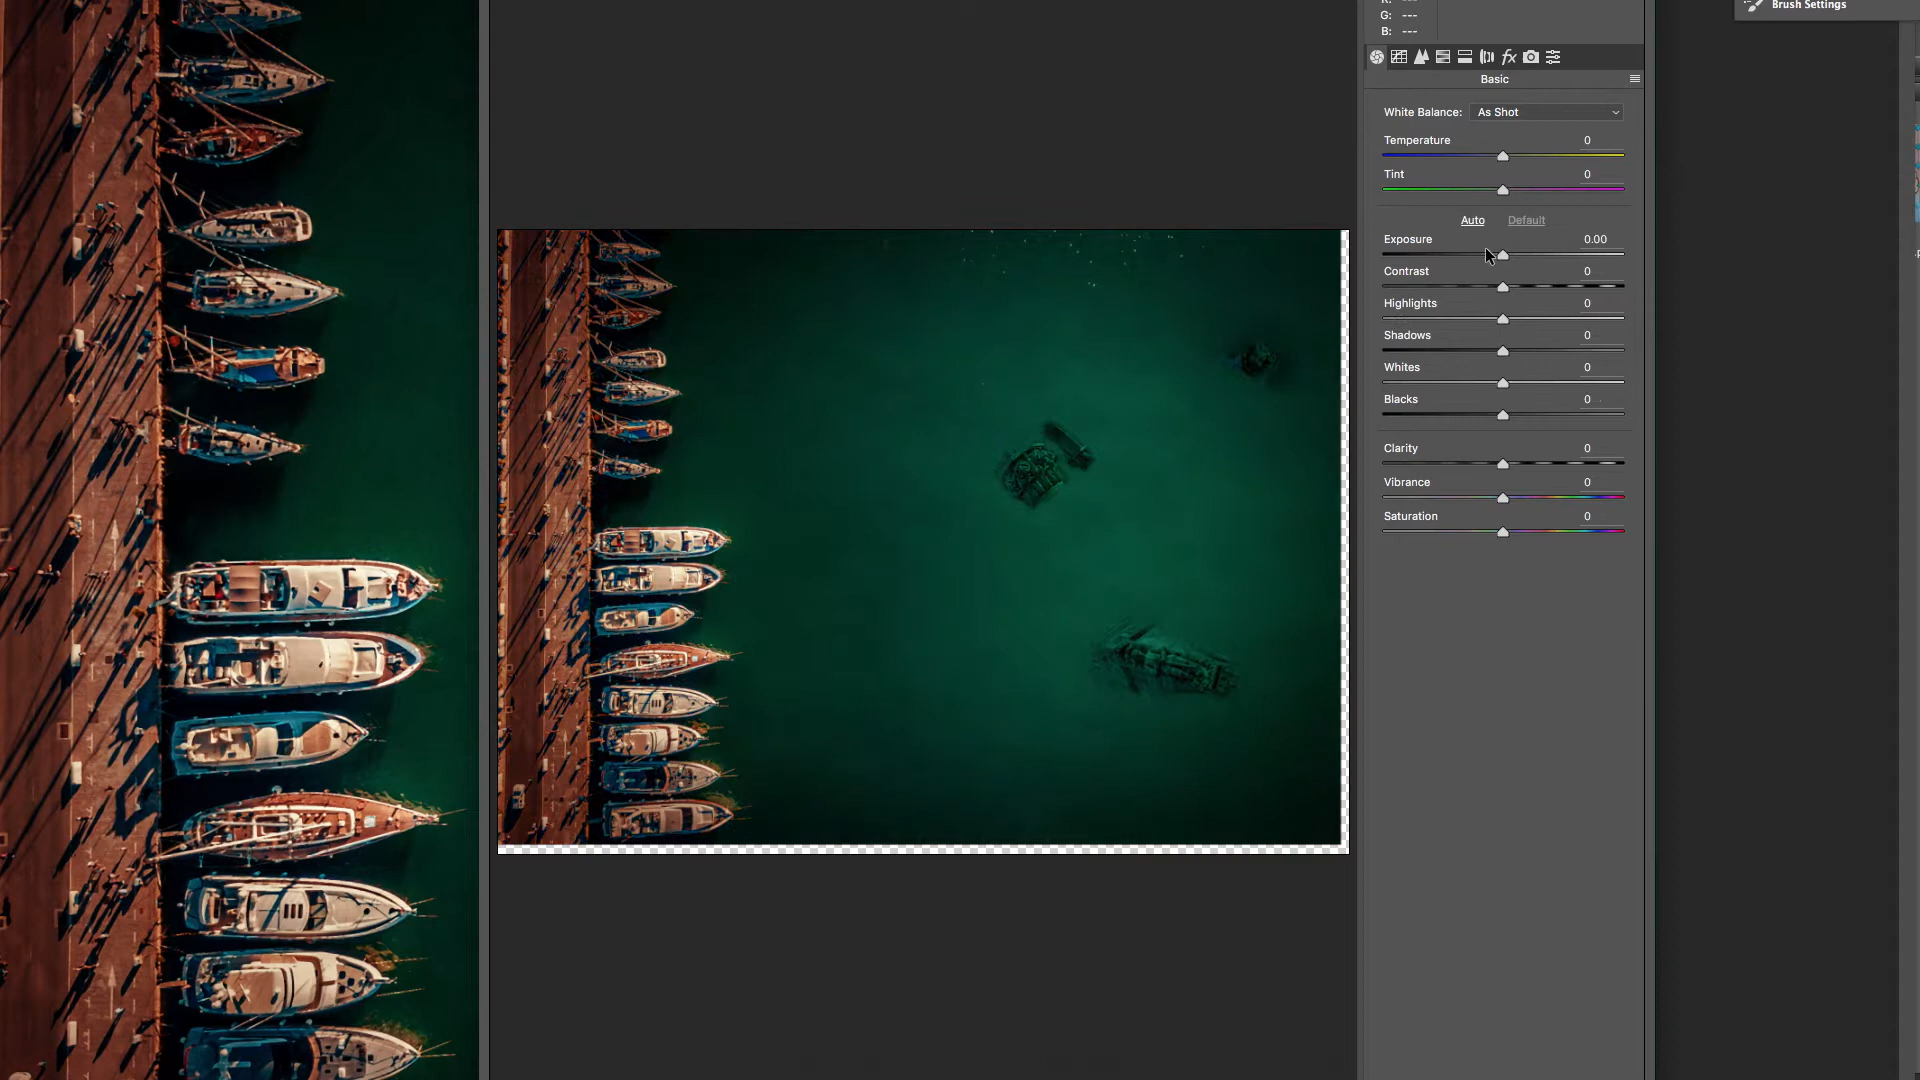 Brush Settings
G: ---
B: ---
fx
Basic
White Balance: As Shot
Temperature 0
Tint 0
Auto Default
Exposure 0.00
Contrast 0
Highlights 0
Shadows 0
Whites 0
Blacks 0
Clarity 0
Vibrance 0
Saturation 0